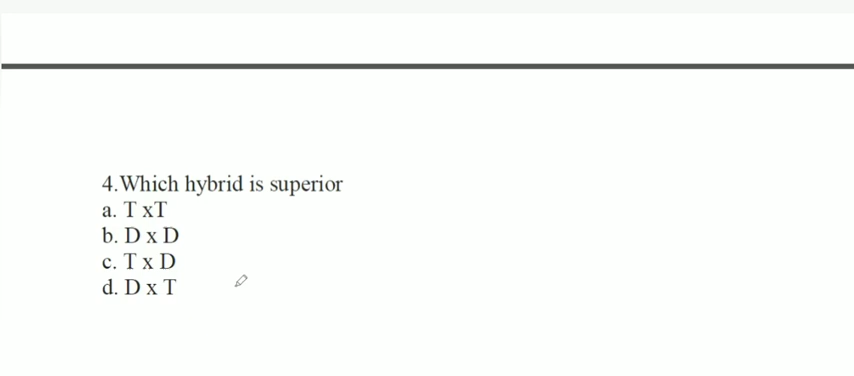 4.Which hybrid is superior
a. T xT
b. D x D
c. T x D
d. D x T